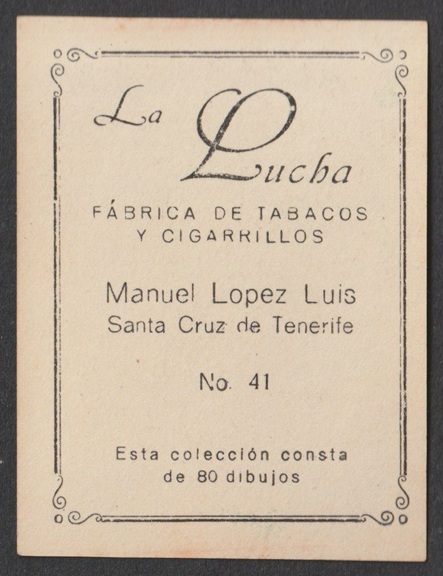 La Lucha
FÁBRICA DE TABACOS
Y CIGARRILLOS
Manuel Lopez Luis
Santa Cruz de Tenerife
No. 41
Esta colección consta
de 80 dibujos